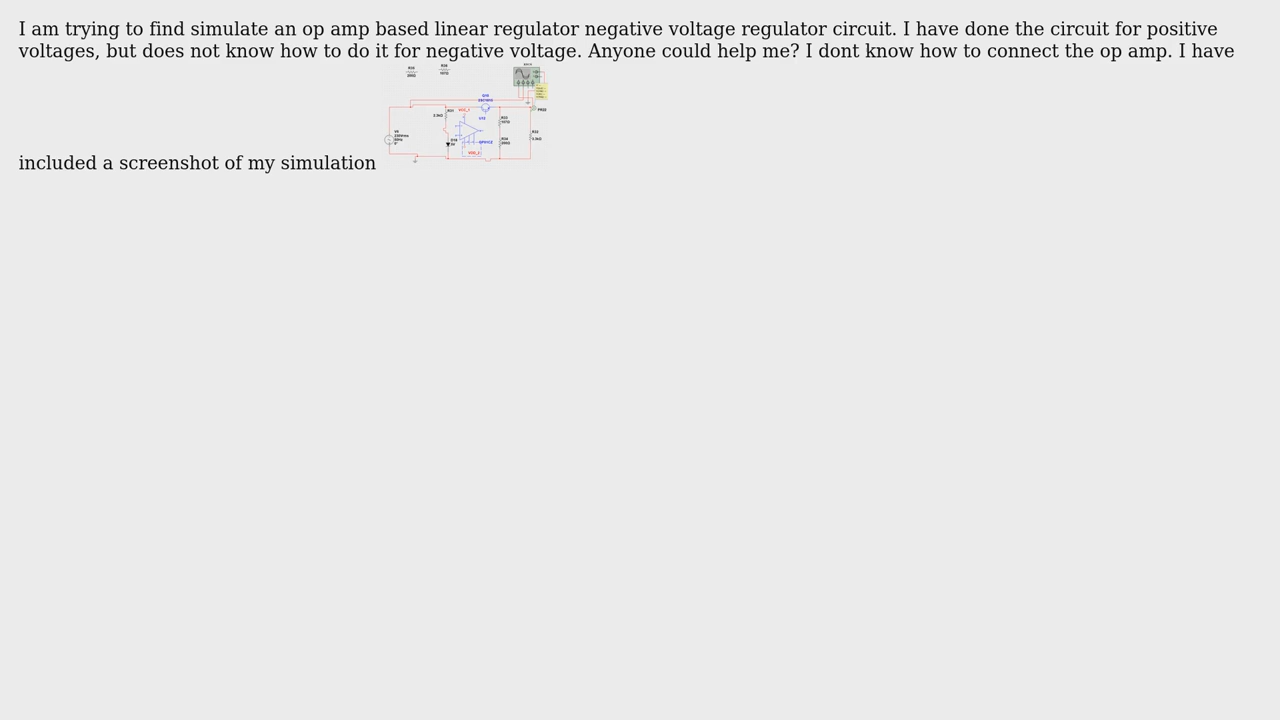 I am trying to find simulate an op amp based linear regulator negative voltage regulator circuit. I have done the circuit for positive
voltages, but does not know how to do it for negative voltage. Anyone could help me? I dont know how to connect the op amp. I have
included a screenshot of my simulation